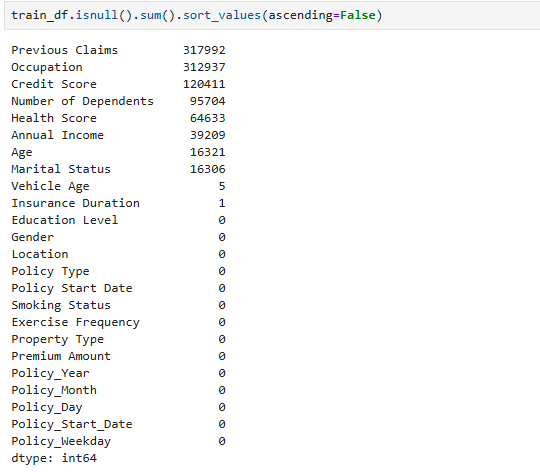 train_df.isnull().sum().sort_values(ascending=False)
Previous Claims 317992
Occupation 312937
Credit Score 120411
Number of Dependents 95704
Health Score 64633
Annual Income 39209
Age 16321
Marital Status 16306
Vehicle Age 5
Insurance Duration 1
Education Level 0
Gender 0
Location 0
Policy Type 0
Policy Start Date 0
Smoking Status 0
Exercise Frequency 0
Property Type 0
Premium Amount 0
Policy_Year 0
Policy_Month 0
Policy_Day 0
Policy_Start_Date 0
Policy_Weekday 0
dtype: int64